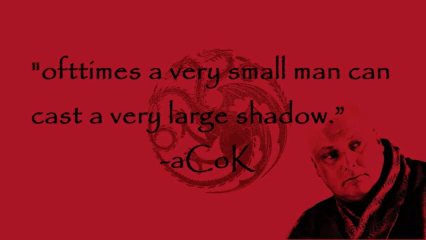 "ofttimes a very small man can
cast a very large shadow.”
-aCoK